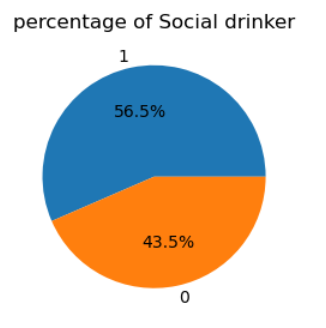 percentage of Social drinker
1
56.5%
43.5%
0